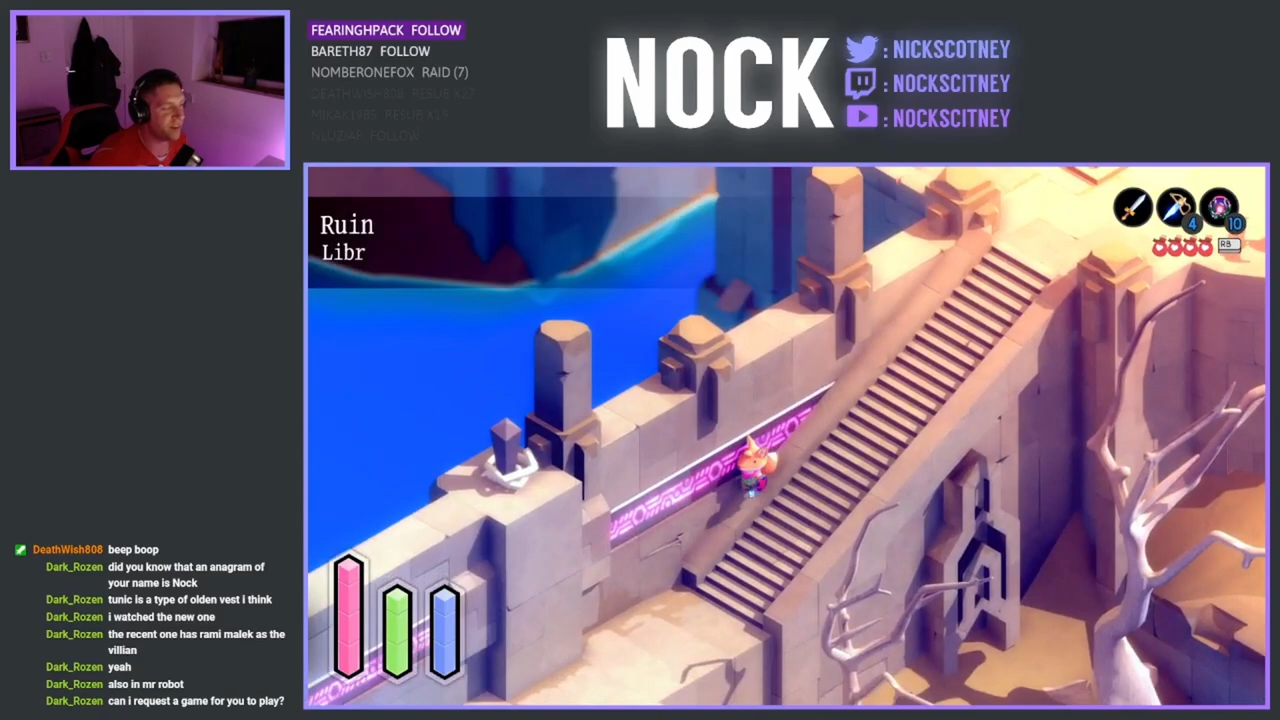 FEARINGHPACK FOLLOW
BARETH87 FOLLOW
NOMBERONEFOX RAID (7)
DEATHWISH808 RESUB X27
NOCK
: NICKSCOTNEY
: NOCKSCITNEY
: NOCKSCITNEY
Ruin
Libr
4
10
RB
DeathWish808 beep boop
Dark_Rozen did you know that an anagram of
your name is Nock
Dark_Rozen tunic is a type of olden vest i think
Dark_Rozen i watched the new one
Dark_Rozen the recent one has rami malek as the
villian
Dark_Rozen yeah
Dark_Rozen also in mr robot
Dark_Rozen can i request a game for you to play?